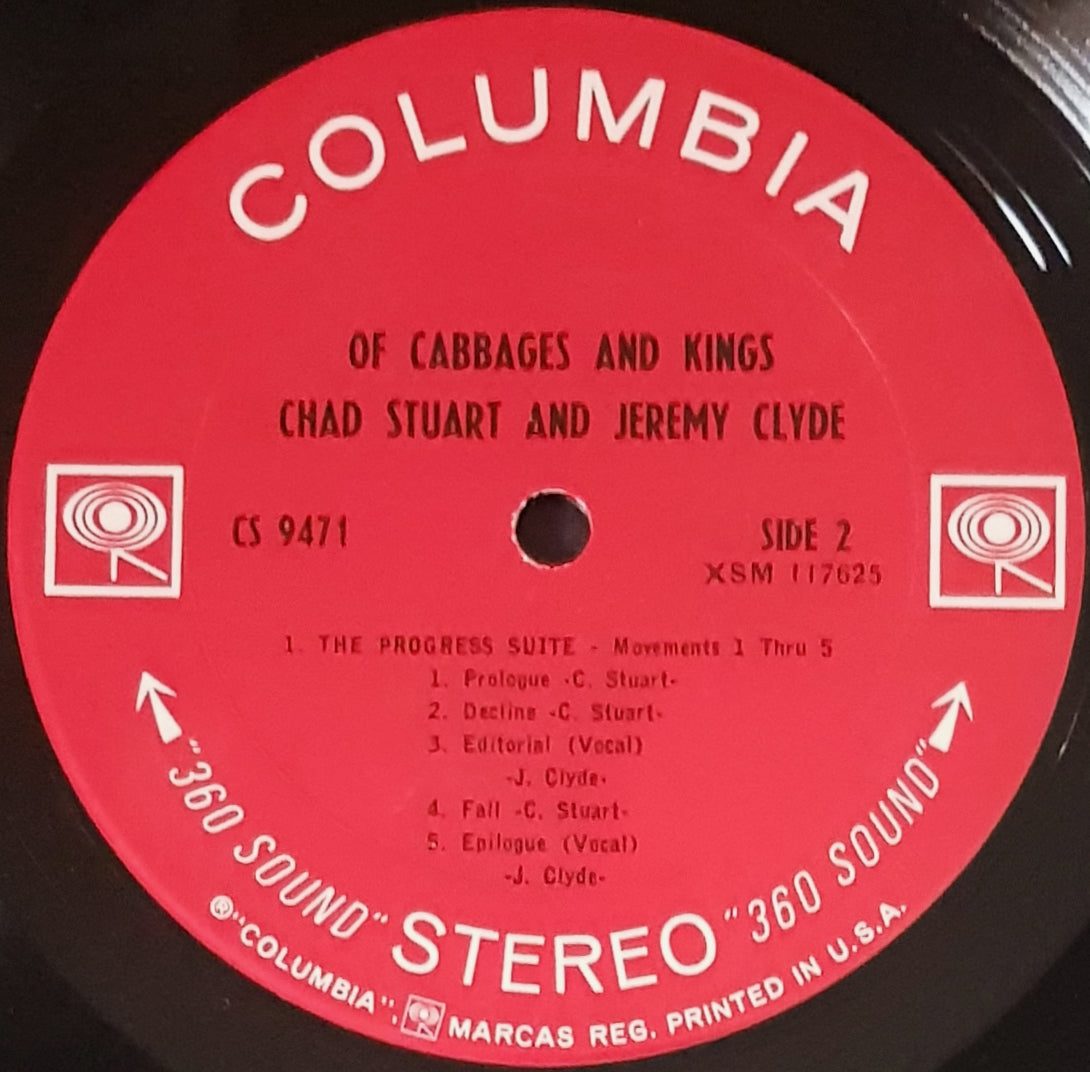 COLUMBIA
OF CABBAGES AND KINGS
CHAD STUART AND JEREMY CLYDE
CS 9471
SIDE 2
XSM 117625
1. THE PROGRESS SUITE - Movements 1 Thru 5
1. Prologue -C. Stuart-
2. Decline -C. Stuart-
3. Editorial (Vocal)
-J. Clyde-
4. Fall -C. Stuart-
5. Epilogue (Vocal)
-J. Clyde-
"360 SOUND" STEREO "360 SOUND"
®"COLUMBIA", MARCAS REG. PRINTED IN U.S.A.